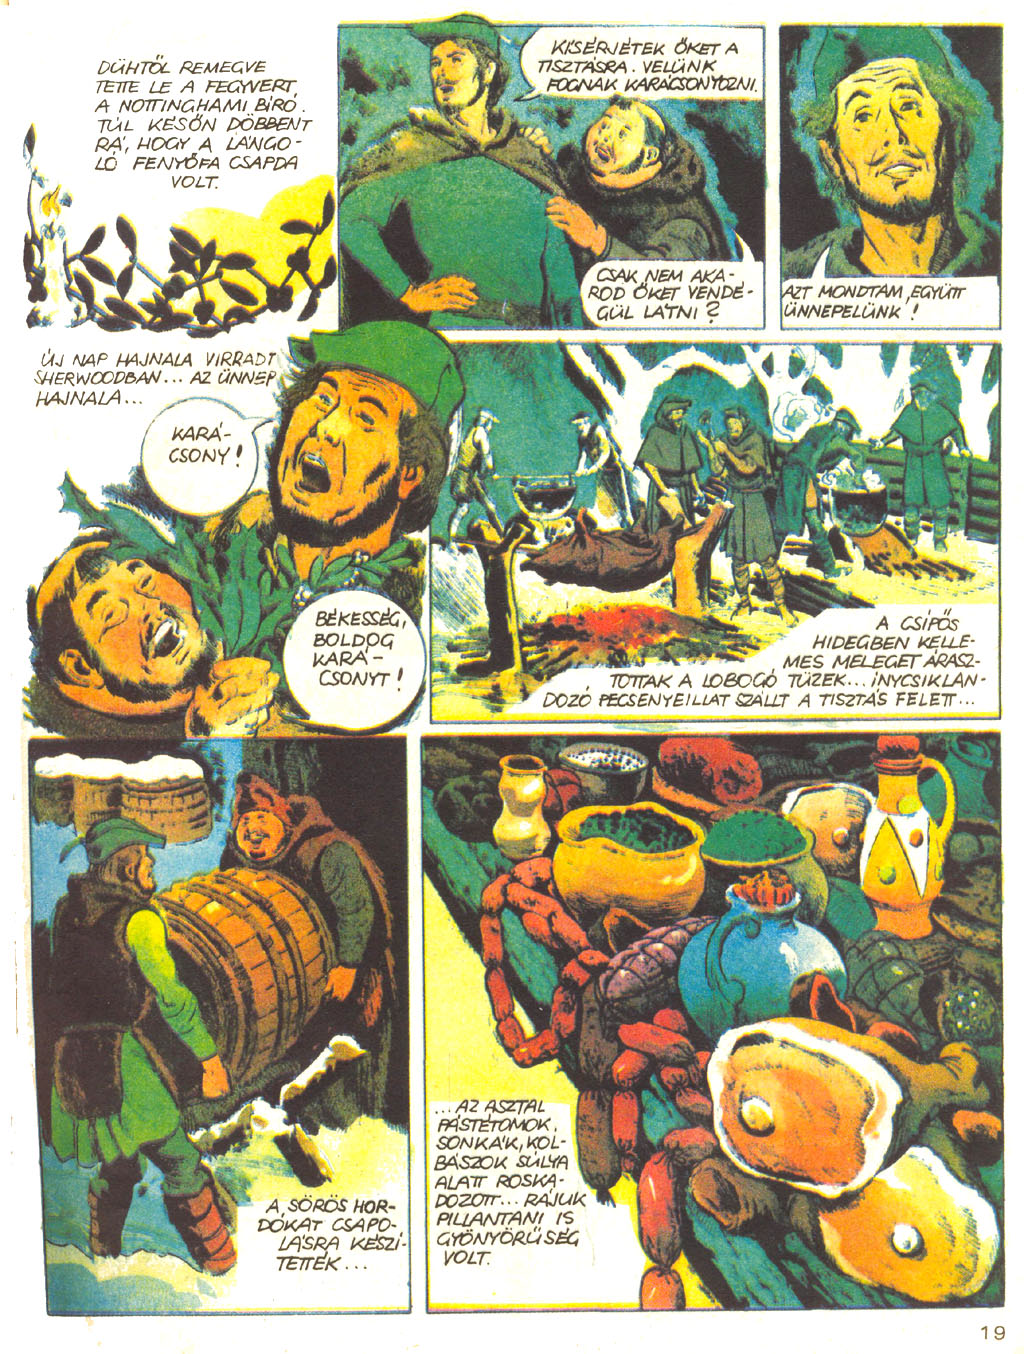 DÜHTŐL REMEGVE
TETTE LE A FEGYVERT,
A NOTTINGHAMI BÍRÓ.
TÚL KÉSŐN DÖBBENT
RÁ, HOGY A LÁNGO-
LÓ FENYŐFA CSAPDA
VOLT.
KÍSÉRJÉTEK ŐKET A
TISZTÁSRA. VELÜNK
FOGNAK KARÁCSONYOZNI.
CSAK NEM AKA-
ROD ŐKET VENDÉ-
GÜL LÁTNI?
AZT MONDTAM, EGYÜTT
ÜNNEPELÜNK!
ÚJ NAP HAJNALA VIRRADT
SHERWOODBAN... AZ ÜNNEP
HAJNALA...
KARÁ-
CSONY!
BÉKESSÉG,
BOLDOG
KARÁ-
CSONYT!
A CSÍPŐS
HIDEGBEN KELLE-
MES MELEGET ÁRASZ-
TOTTAK A LOBOGÓ TÜZEK... ÍNYCSIKLAN-
DOZÓ PECSENYEILLAT SZÁLLT A TISZTÁS FELETT...
A SÖRÖS HOR-
DÓKAT CSAPO-
LÁSRA KÉSZÍ-
TETTÉK...
...AZ ASZTAL
PÁSTÉTOMOK,
SONKÁK, KOL-
BÁSZOK SÚLYA
ALATT ROSKA-
DOZOTT... RÁJUK
PILLANTANI IS
GYÖNYÖRŰSÉG
VOLT.
19